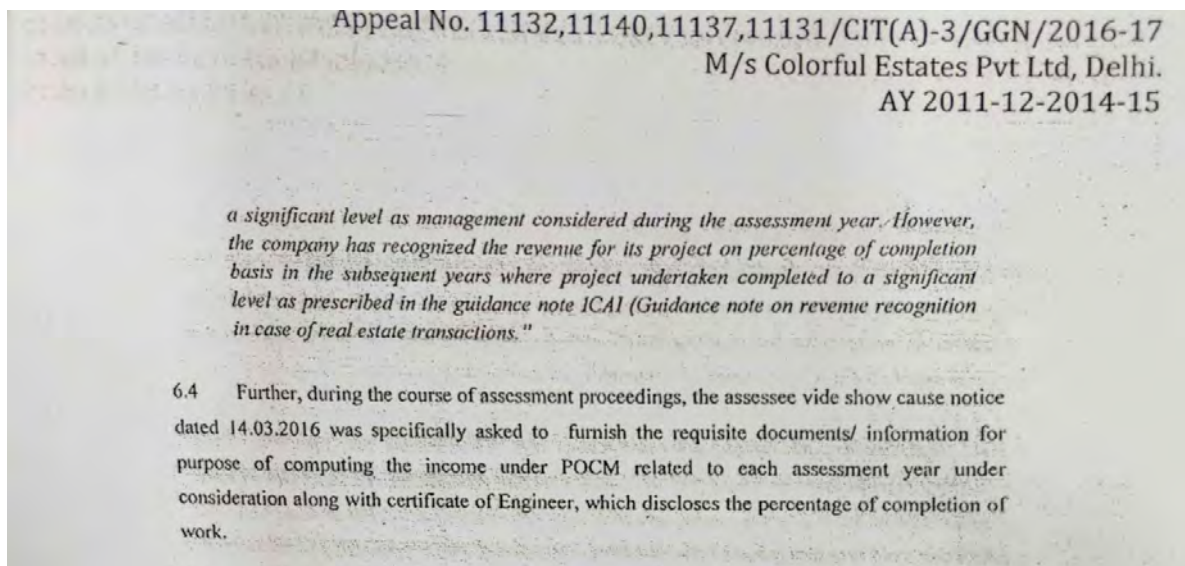 Appeal No. 11132,11140,11137,11131/CIT(A)-3/GGN/2016-17
M/s Colorful Estates Pvt Ltd, Delhi.
AY 2011-12-2014-15
a significant level as management considered during the assessment year. However,
the company has recognized the revenue for its project on percentage of completion
basis in the subsequent years where project undertaken completed to a significant
level as prescribed in the guidance note ICAI (Guidance note on revenue recognition
in case of real estate transactions."
6.4 Further, during the course of assessment proceedings, the assessee vide show cause notice
dated 14.03.2016 was specifically asked to furnish the requisite documents/ information for
purpose of computing the income under POCM related to each assessment year under
consideration along with certificate of Engineer, which discloses the percentage of completion of
work.